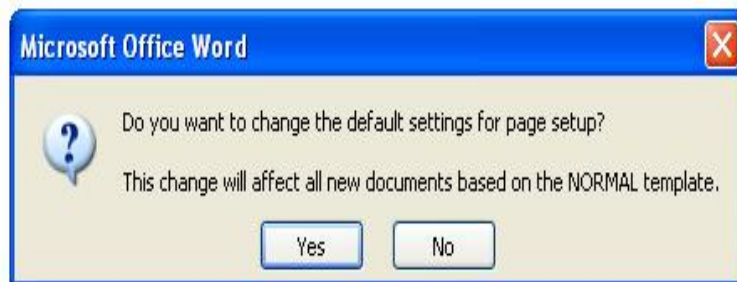 Microsoft Office Word
Do you want to change the default settings for page setup?
This change will affect all new documents based on the NORMAL template.
Yes No